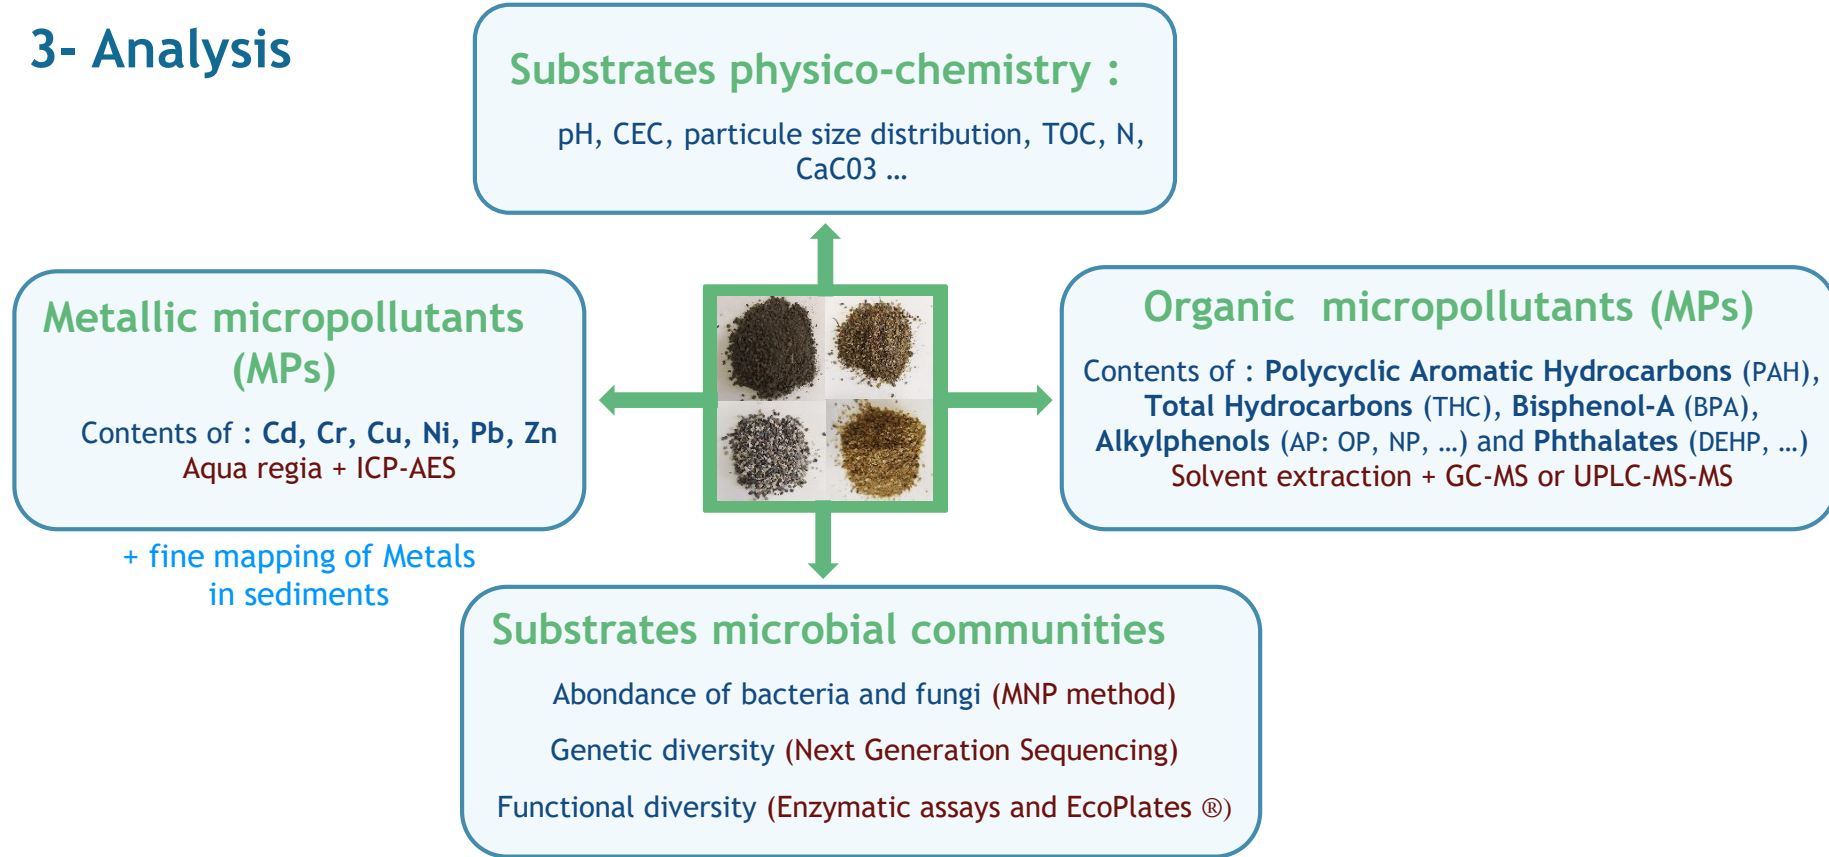 3- Analysis
Substrates physico-chemistry :
pH, CEC, particule size distribution, TOC, N,
CaC03 ...
Metallic micropollutants
(MPs)
Contents of : Cd, Cr, Cu, Ni, Pb, Zn
Aqua regia + ICP-AES
+ fine mapping of Metals
in sediments
Organic micropollutants (MPs)
Contents of : Polycyclic Aromatic Hydrocarbons (PAH),
Total Hydrocarbons (THC), Bisphenol-A (BPA),
Alkylphenols (AP: OP, NP, ...) and Phthalates (DEHP, ...)
Solvent extraction + GC-MS or UPLC-MS-MS
Substrates microbial communities
Abondance of bacteria and fungi (MNP method)
Genetic diversity (Next Generation Sequencing)
Functional diversity (Enzymatic assays and EcoPlates ®)